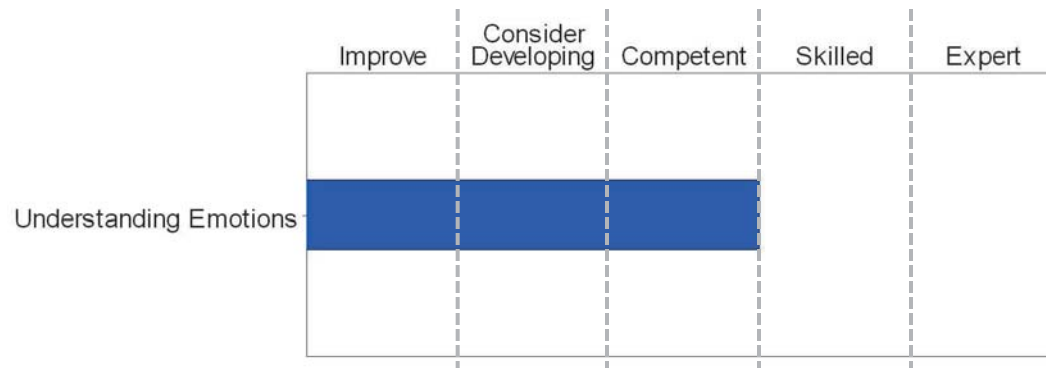 Improve
Consider
Developing
Competent
Skilled
Expert
Understanding Emotions